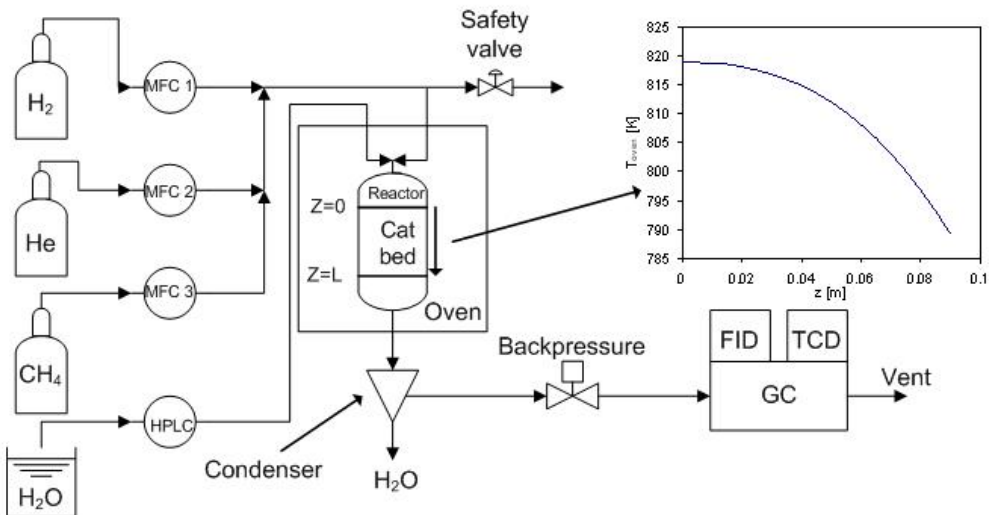 Safety
valve
H₂
MFC 1
He
MFC 2
CH₄
MFC 3
H₂O
HPLC
Reactor
Z=0
Cat
bed
Z=L
Oven
Condenser
H₂O
Backpressure
FID
TCD
GC
Vent
T oven [K]
825
820
815
810
805
800
795
790
785
0
0.02
0.04
0.06
0.08
0.1
z [m]